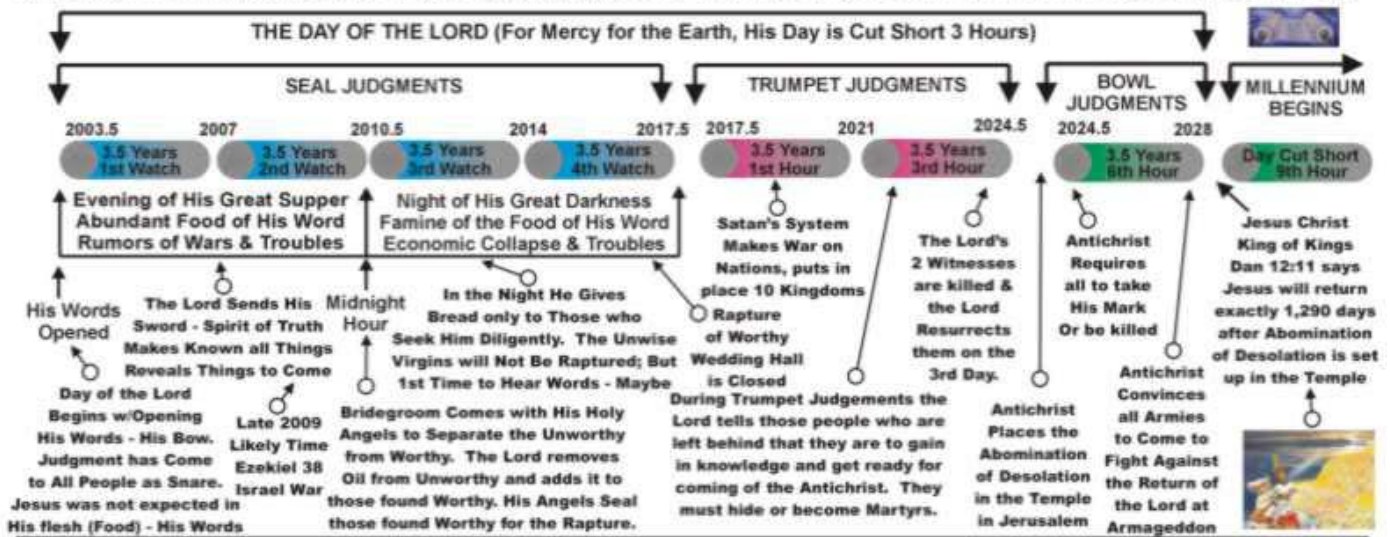 THE DAY OF THE LORD (For Mercy for the Earth, His Day is Cut Short 3 Hours)
SEAL JUDGMENTS
TRUMPET JUDGMENTS
BOWL
JUDGMENTS
MILLENNIUM
BEGINS
2003.5
2007
2010.5
2014
2017.5
2017.5
2021
2024.5
2024.5
2028
3.5 Years
1st Watch
3.5 Years
2nd Watch
3.5 Years
3rd Watch
3.5 Years
4th Watch
3.5 Years
1st Hour
3.5 Years
3rd Hour
3.5 Years
6th Hour
Day Cut Short
9th Hour
Evening of His Great Supper
Abundant Food of His Word
Rumors of Wars & Troubles
Night of His Great Darkness
Famine of the Food of His Word
Economic Collapse & Troubles
His Words
Opened
Day of the Lord
Begins w/Opening
His Words - His Bow.
Judgment has Come
to All People as Snare.
Jesus was not expected in
His flesh (Food) - His Words
The Lord Sends His
Sword - Spirit of Truth
Makes Known all Things
Reveals Things to Come
Late 2009
Likely Time
Ezekiel 38
Israel War
Midnight
Hour
Bridegroom Comes with His Holy
Angels to Separate the Unworthy
from Worthy. The Lord removes
Oil from Unworthy and adds it to
those found Worthy. His Angels Seal
those found Worthy for the Rapture.
In the Night He Gives
Bread only to Those who
Seek Him Diligently. The Unwise
Virgins will Not Be Raptured; But
1st Time to Hear Words - Maybe
Rapture
of Worthy
Wedding Hall
is Closed
Satan's System
Makes War on
Nations, puts in
place 10 Kingdoms
During Trumpet Judgements the
Lord tells those people who are
left behind that they are to gain
in knowledge and get ready for
coming of the Antichrist. They
must hide or become Martyrs.
The Lord's
2 Witnesses
are killed &
the Lord
Resurrects
them on the
3rd Day.
Antichrist
Places the
Abomination
of Desolation
in the Temple
in Jerusalem
Antichrist
Requires
all to take
His Mark
Or be killed
Antichrist
Convinces
all Armies
to Come to
Fight Against
the Return of
the Lord at
Armageddon
Jesus Christ
King of Kings
Dan 12:11 says
Jesus will return
exactly 1,290 days
after Abomination
of Desolation is set
up in the Temple